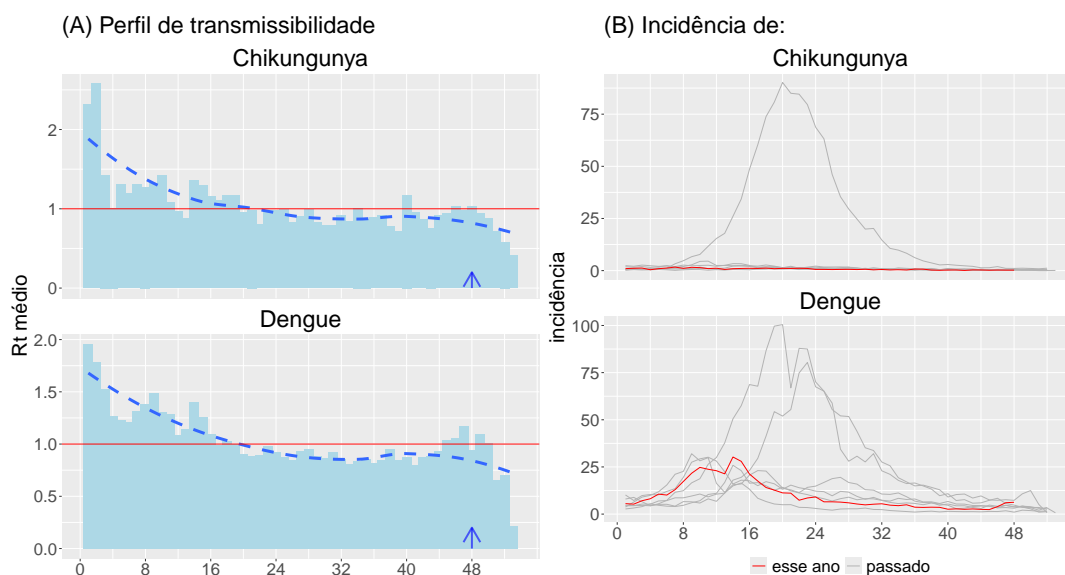 (A) Perfil de transmissibilidade
Chikungunya
2
1
0
Dengue
2.0
1.5
1.0
0.5
0.0
0 8 16 24 32 40 48
Rt médio
(B) Incidência de:
Chikungunya
75
50
25
0
Dengue
100
75
50
25
0
0 8 16 24 32 40 48
incidência
esse ano passado